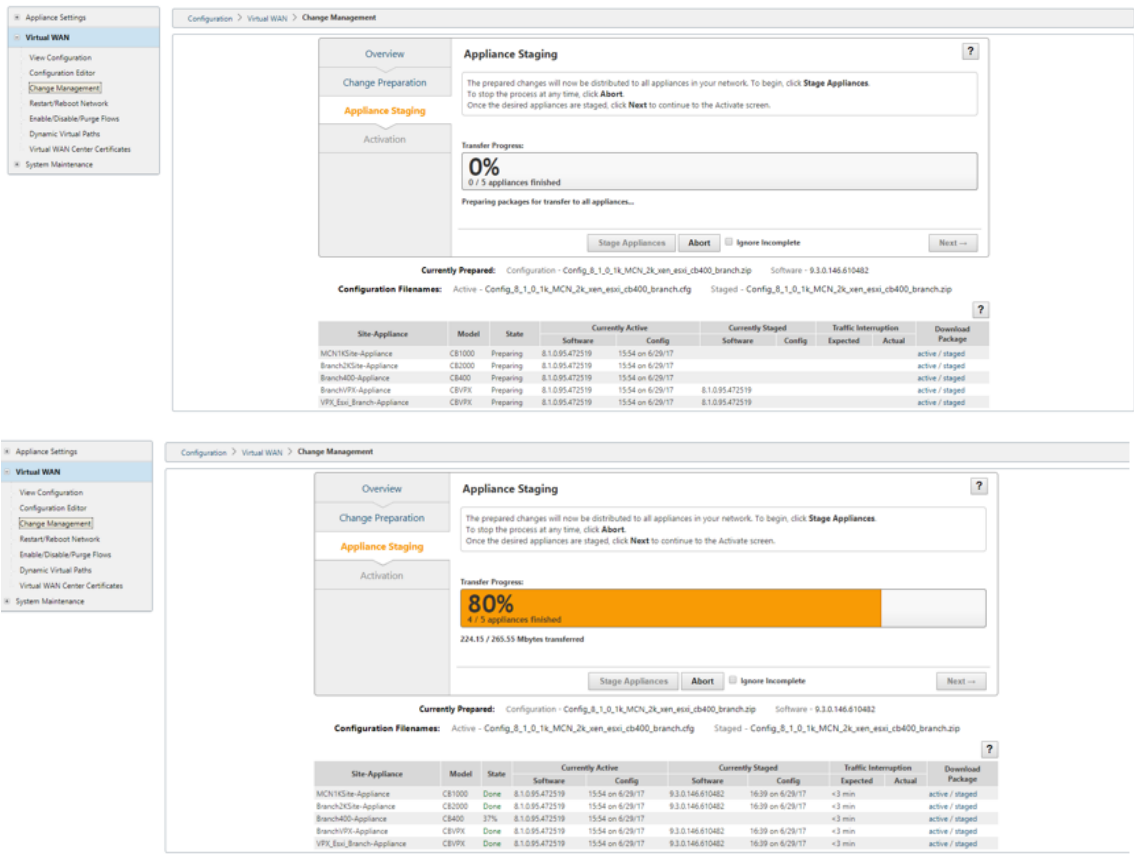 Appliance Settings
Virtual WAN
View Configuration
Configuration Editor
Change Management
Restart/Reboot Network
Enable/Disable/Purge Flows
Dynamic Virtual Paths
Virtual WAN Center Certificates
System Maintenance
Configuration > Virtual WAN > Change Management
Overview
Change Preparation
Appliance Staging
Activation
Appliance Staging
?
The prepared changes will now be distributed to all appliances in your network. To begin, click Stage Appliances.
To stop the process at any time, click Abort.
Once the desired appliances are staged, click Next to continue to the Activate screen.
Transfer Progress:
0%
0 / 5 appliances finished
Preparing packages for transfer to all appliances...
Stage Appliances Abort Ignore Incomplete Next →
Currently Prepared: Configuration - Config_8_1_0_1k_MCN_2k_xen_esxi_cb400_branch.zip Software - 9.3.0.146.610482
Configuration Filenames: Active - Config_8_1_0_1k_MCN_2k_xen_esxi_cb400_branch.cfg Staged - Config_8_1_0_1k_MCN_2k_xen_esxi_cb400_branch.zip
?
Site-Appliance Model State Currently Active Currently Staged Traffic Interruption Download Package
Software Config Software Config Expected Actual
MCN1KSite-Appliance CB1000 Preparing 8.1.0.95.472519 15:54 on 6/29/17 active / staged
Branch2KSite-Appliance CB2000 Preparing 8.1.0.95.472519 15:54 on 6/29/17 active / staged
Branch400-Appliance CB400 Preparing 8.1.0.95.472519 15:54 on 6/29/17 active / staged
BranchVPX-Appliance CBVPX Preparing 8.1.0.95.472519 15:54 on 6/29/17 8.1.0.95.472519 active / staged
VPX_Esxi_Branch-Appliance CBVPX Preparing 8.1.0.95.472519 15:54 on 6/29/17 8.1.0.95.472519 active / staged
Appliance Settings
Virtual WAN
View Configuration
Configuration Editor
Change Management
Restart/Reboot Network
Enable/Disable/Purge Flows
Dynamic Virtual Paths
Virtual WAN Center Certificates
System Maintenance
Configuration > Virtual WAN > Change Management
Overview
Change Preparation
Appliance Staging
Activation
Appliance Staging
?
The prepared changes will now be distributed to all appliances in your network. To begin, click Stage Appliances.
To stop the process at any time, click Abort.
Once the desired appliances are staged, click Next to continue to the Activate screen.
Transfer Progress:
80%
4 / 5 appliances finished
224.15 / 265.55 Mbytes transferred
Stage Appliances Abort Ignore Incomplete Next →
Currently Prepared: Configuration - Config_8_1_0_1k_MCN_2k_xen_esxi_cb400_branch.zip Software - 9.3.0.146.610482
Configuration Filenames: Active - Config_8_1_0_1k_MCN_2k_xen_esxi_cb400_branch.cfg Staged - Config_8_1_0_1k_MCN_2k_xen_esxi_cb400_branch.zip
?
Site-Appliance Model State Currently Active Currently Staged Traffic Interruption Download Package
Software Config Software Config Expected Actual
MCN1KSite-Appliance CB1000 Done 8.1.0.95.472519 15:54 on 6/29/17 9.3.0.146.610482 16:39 on 6/29/17 <3 min active / staged
Branch2KSite-Appliance CB2000 Done 8.1.0.95.472519 15:54 on 6/29/17 9.3.0.146.610482 16:39 on 6/29/17 <3 min active / staged
Branch400-Appliance CB400 37% 8.1.0.95.472519 15:54 on 6/29/17 <3 min active / staged
BranchVPX-Appliance CBVPX Done 8.1.0.95.472519 15:54 on 6/29/17 9.3.0.146.610482 16:39 on 6/29/17 <3 min active / staged
VPX_Esxi_Branch-Appliance CBVPX Done 8.1.0.95.472519 15:54 on 6/29/17 9.3.0.146.610482 16:39 on 6/29/17 <3 min active / staged